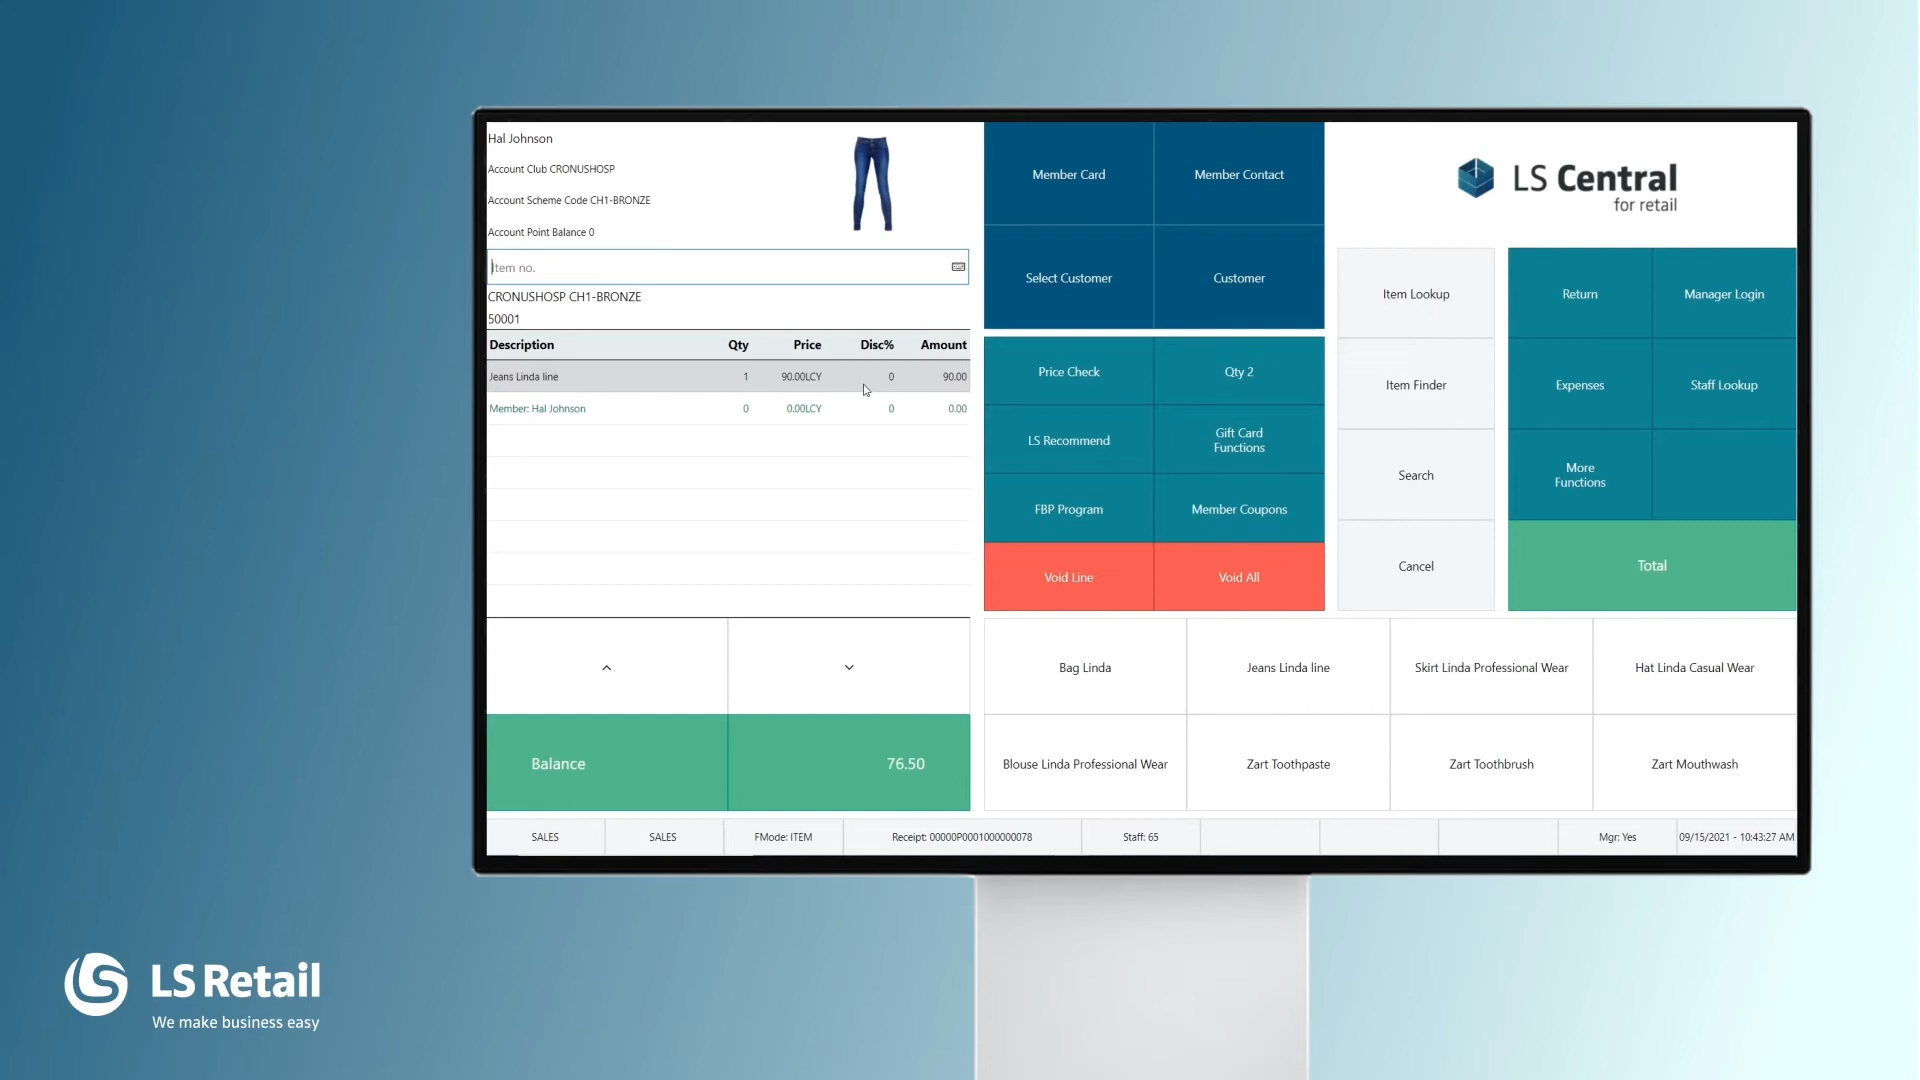 Hal Johnson
Account Club CRONUSHOSP
Account Scheme Code CH1-BRONZE
Account Point Balance 0
Item no.
CRONUSHOSP CH1-BRONZE
50001
Description Qty Price Disc% Amount
Jeans Linda line 1 90.00LCY 0 90.00
Member: Hal Johnson 0 0.00LCY 0 0.00
Balance 76.50
Member Card Member Contact
Select Customer Customer
Price Check Qty 2
LS Recommend Gift Card
Functions
FBP Program Member Coupons
Void Line Void All
LS Central
for retail
Item Lookup Return Manager Login
Item Finder Expenses Staff Lookup
Search More
Functions
Cancel Total
Bag Linda Jeans Linda line Skirt Linda Professional Wear Hat Linda Casual Wear
Blouse Linda Professional Wear Zart Toothpaste Zart Toothbrush Zart Mouthwash
SALES SALES FMode: ITEM Receipt: 00000P0001000000078 Staff: 65 Mgr: Yes 09/15/2021 - 10:43:27 AM
LS Retail
We make business easy